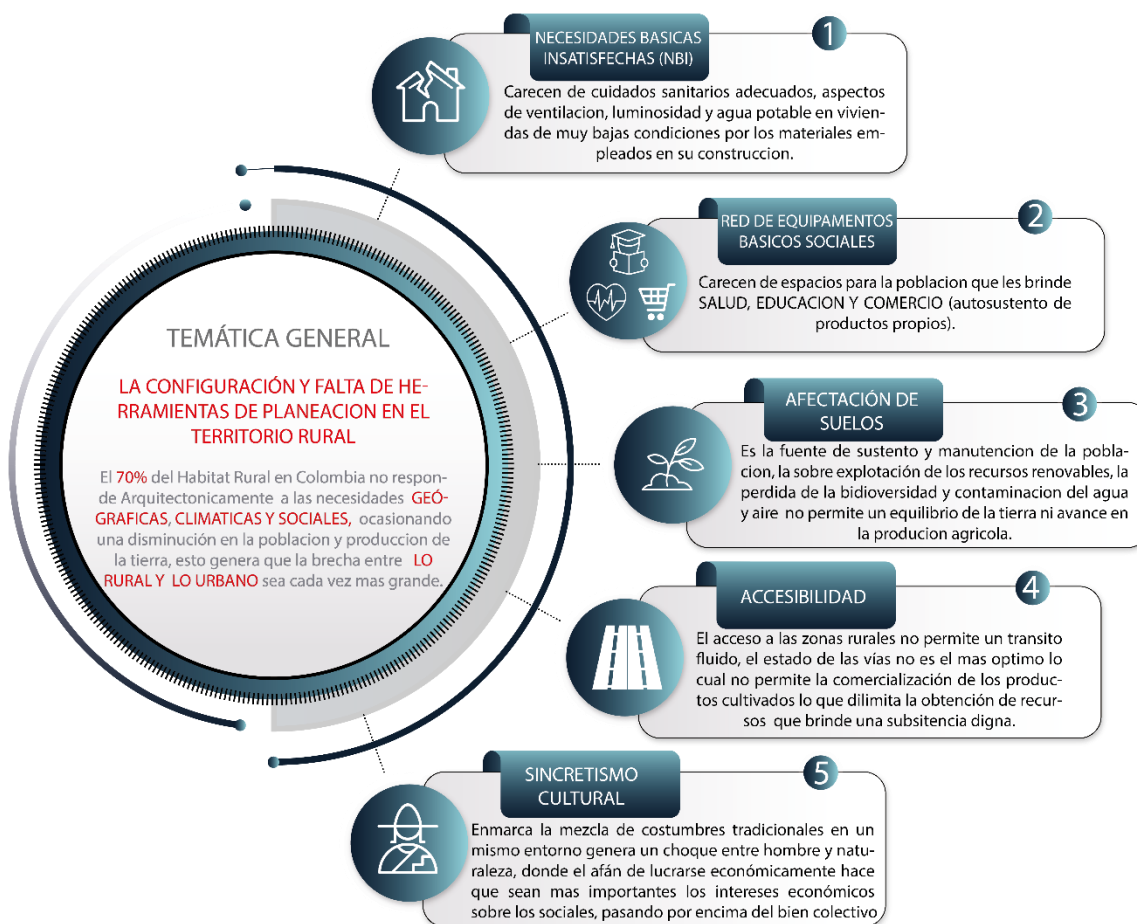 TEMÁTICA GENERAL
LA CONFIGURACIÓN Y FALTA DE HE-
RRAMIENTAS DE PLANEACION EN EL
TERRITORIO RURAL
El 70% del Habitat Rural en Colombia no respon-
de Arquitectonicamente a las necesidades GEÓ-
GRAFICAS, CLIMATICAS Y SOCIALES, ocasionando
una disminución en la poblacion y produccion de
la tierra, esto genera que la brecha entre LO
RURAL Y LO URBANO sea cada vez mas grande.
NECESIDADES BASICAS
INSATISFECHAS (NBI)
1
Carecen de cuidados sanitarios adecuados, aspectos
de ventilacion, luminosidad y agua potable en vivien-
das de muy bajas condiciones por los materiales em-
pleados en su construccion.
RED DE EQUIPAMENTOS
BASICOS SOCIALES
2
Carecen de espacios para la poblacion que les brinde
SALUD, EDUCACION Y COMERCIO (autosustento de
productos propios).
AFECTACIÓN DE
SUELOS
3
Es la fuente de sustento y manutencion de la pobla-
cion, la sobre explotación de los recursos renovables, la
perdida de la bidioversidad y contaminacion del agua
y aire no permite un equilibrio de la tierra ni avance en
la producion agricola.
ACCESIBILIDAD
4
El acceso a las zonas rurales no permite un transito
fluido, el estado de las vías no es el mas optimo lo
cual no permite la comercialización de los produc-
tos cultivados lo que dilimita la obtención de recur-
sos que brinde una subsitencia digna.
SINCRETISMO
CULTURAL
5
Enmarca la mezcla de costumbres tradicionales en un
mismo entorno genera un choque entre hombre y natu-
raleza, donde el afán de lucrarse económicamente hace
que sean mas importantes los intereses económicos
sobre los sociales, pasando por encima del bien colectivo